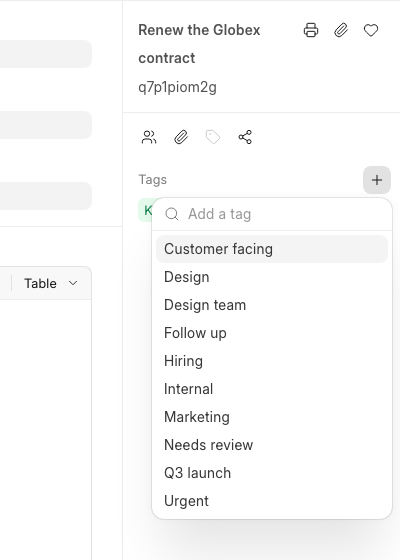 Renew the Globex
contract
q7p1piom2g
Tags
K
Add a tag
Table
Customer facing
Design
Design team
Follow up
Hiring
Internal
Marketing
Needs review
Q3 launch
Urgent